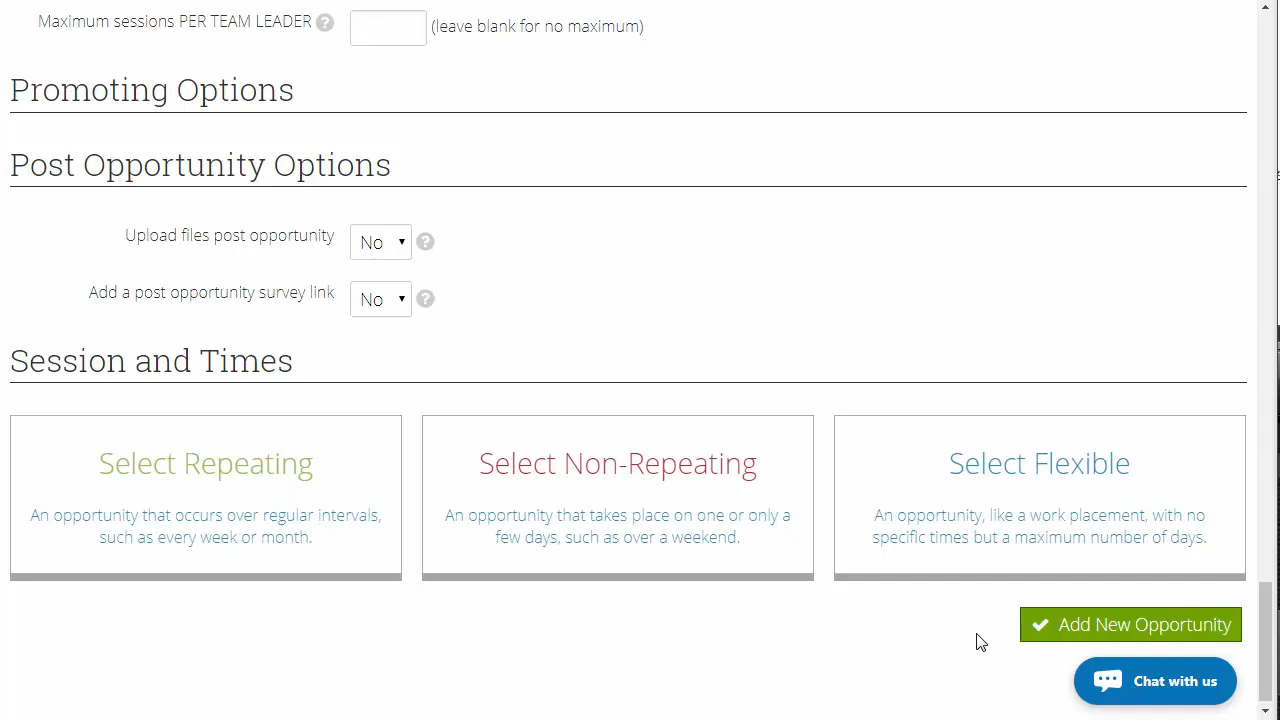 Maximum sessions PER TEAM LEADER ? (leave blank for no maximum)
Promoting Options
Post Opportunity Options
Upload files post opportunity No ?
Add a post opportunity survey link No ?
Session and Times
Select Repeating
An opportunity that occurs over regular intervals,
such as every week or month.
Select Non-Repeating
An opportunity that takes place on one or only a
few days, such as over a weekend.
Select Flexible
An opportunity, like a work placement, with no
specific times but a maximum number of days.
Add New Opportunity
Chat with us